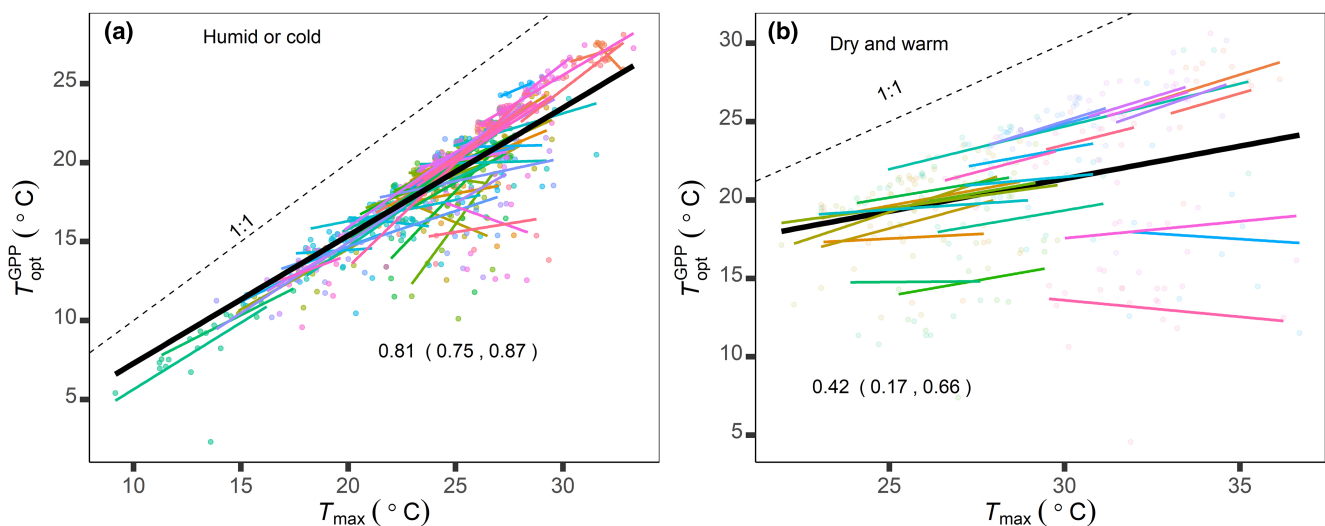 (a)
Humid or cold
1:1
0.81 ( 0.75 , 0.87 )
25
20
15
10
5
10 15 20 25 30
T_max ( ° C )
T_opt^GPP ( ° C )
(b)
Dry and warm
1:1
0.42 ( 0.17 , 0.66 )
30
25
20
15
10
5
25 30 35
T_max ( ° C )
T_opt^GPP ( ° C )